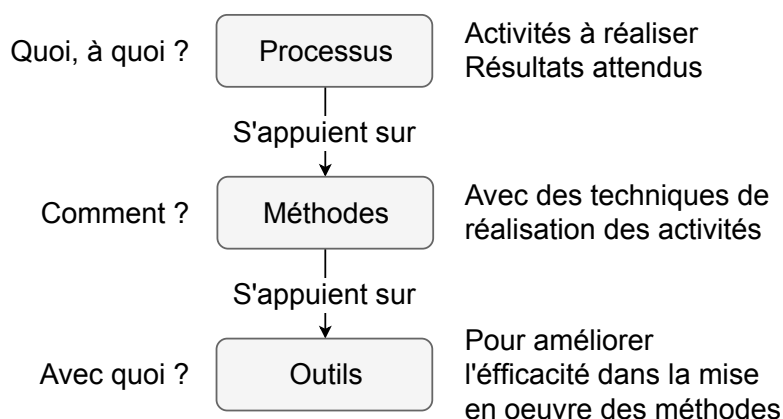 Quoi, à quoi ?
Processus
Activités à réaliser
Résultats attendus
S'appuient sur
Comment ?
Méthodes
Avec des techniques de
réalisation des activités
S'appuient sur
Avec quoi ?
Outils
Pour améliorer
l'éfficacité dans la mise
en oeuvre des méthodes